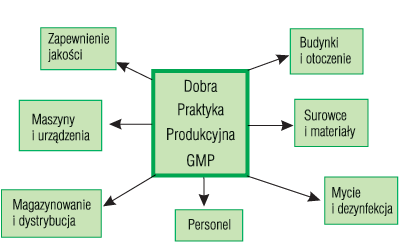 Zapewnienie
jakości
Budynki
i otoczenie
Dobra
Praktyka
Produkcyjna
GMP
Maszyny
i urządzenia
Surowce
i materiały
Magazynowanie
i dystrybucja
Personel
Mycie
i dezynfekcja